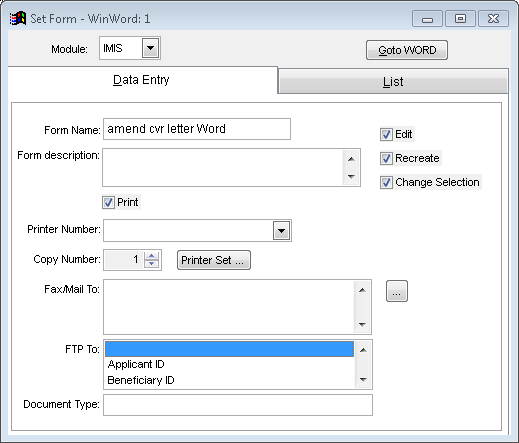 Set Form - WinWord: 1
Module: IMIS Goto WORD
Data Entry List
Form Name: amend cvr letter Word Edit
Form description: Recreate
Change Selection
Print
Printer Number:
Copy Number: 1 Printer Set ...
Fax/Mail To: ...
FTP To:
Applicant ID
Beneficiary ID
Document Type: